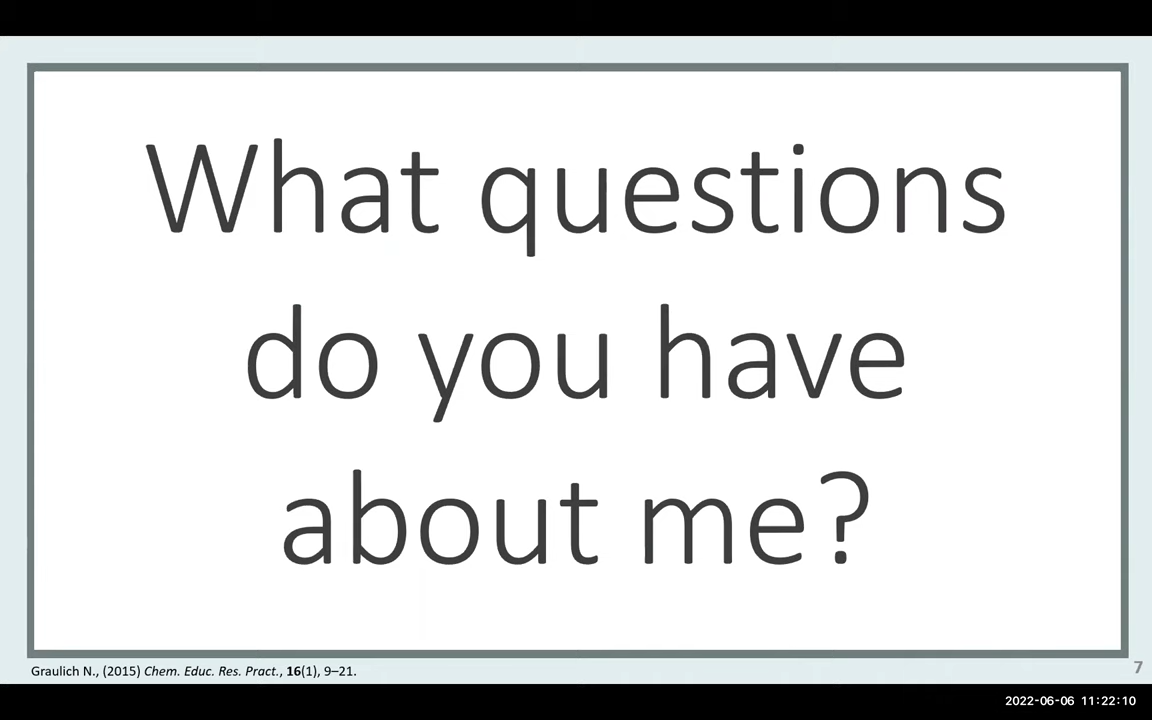 What questions
do you have
about me?
Graulich N., (2015) Chem. Educ. Res. Pract., 16(1), 9–21.
7
2022-06-06 11:22:10